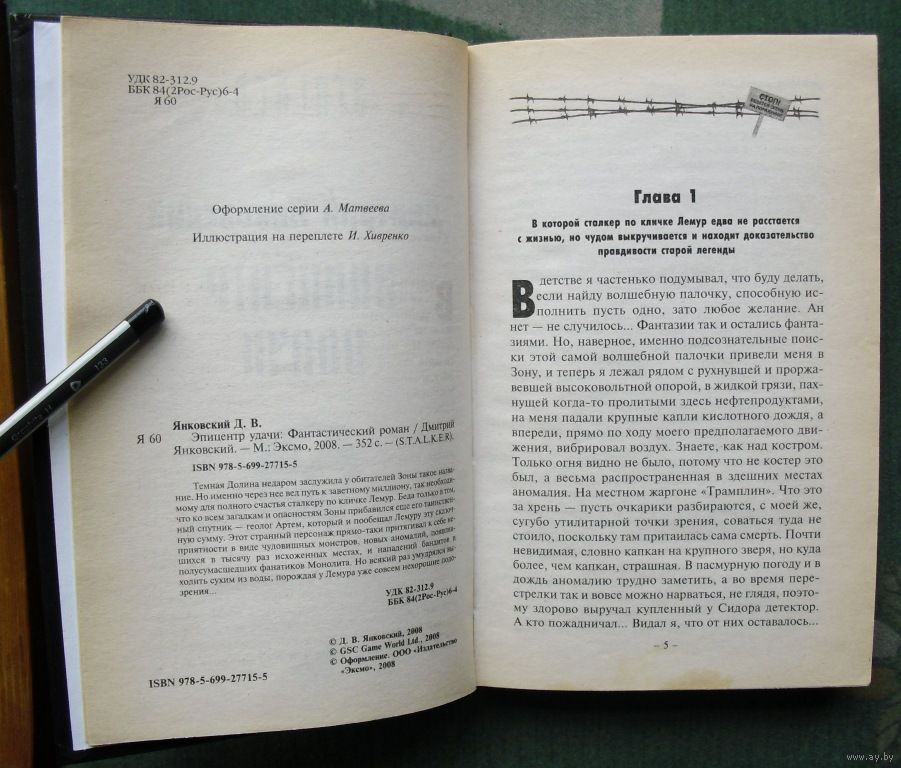 УДК 82-312.9
ББК 84(2Рос-Рус)6-4
Я 60
Оформление серии А. Матвеева
Иллюстрация на переплете И. Хивренко
Янковский Д. В.
Я 60
Эпицентр удачи: Фантастический роман / Дмитрий
Янковский. — М.: Эксмо, 2008. — 352 с. – (S.T.A.L.K.E.R).
ISBN 978-5-699-27715-5
Темная Долина недаром заслужила у обитателей Зоны такое назва-
ние. Но именно через нее вел путь к заветному миллиону, так необходи-
мому для полного счастья сталкеру по кличке Лемур. Беда только в том,
что ко всем загадкам и опасностям Зоны прибавился еще его таинствен-
ный спутник — геолог Артем, который и пообещал Лемуру эту сказоч-
ную сумму. Этот странный персонаж прямо-таки притягивал к себе не-
приятности в виде чудовищных монстров, новых аномалий, появив-
шихся в тысячу раз исхоженных местах, и нападений бандитов и
полусумасшедших фанатиков Монолита. Но всякий раз умудрялся вы-
ходить сухим из воды, порождая у Лемура уже совсем нехорошие подо-
зрения...
УДК 82-312.9
ББК 84(2Рос-Рус)6-4
© Д. В. Янковский, 2008
© GSC Game World Ltd., 2008
© Оформление. ООО «Издательство
«Эксмо», 2008
ISBN 978-5-699-27715-5
СТОП!
Глава 1
В которой сталкер по кличке Лемур едва не расстается
с жизнью, но чудом выкручивается и находит доказательство
правдивости старой легенды
В детстве я частенько подумывал, что буду делать,
если найду волшебную палочку, способную ис-
полнить пусть одно, зато любое желание. Ан
нет — не случилось... Фантазии так и остались фанта-
зиями. Но, наверное, именно подсознательные поис-
ки этой самой волшебной палочки привели меня в
Зону, и теперь я лежал рядом с рухнувшей и проржа-
вевшей высоковольтной опорой, в жидкой грязи, пах-
нущей когда-то пролитыми здесь нефтепродуктами,
на меня падали крупные капли кислотного дождя, а
впереди, прямо по ходу моего предполагаемого дви-
жения, вибрировал воздух. Знаете, как над костром.
Только огня видно не было, потому что не костер это
был, а весьма распространенная в здешних местах
аномалия. На местном жаргоне «Трамплин». Что это
за хрень — пусть очкарики разбираются, с моей же,
сугубо утилитарной точки зрения, соваться туда не
стоило, поскольку там притаилась сама смерть. Почти
невидимая, словно капкан на крупного зверя, но куда
более, чем капкан, страшная. В пасмурную погоду и в
дождь аномалию трудно заметить, а во время пере-
стрелки так и вовсе можно нарваться, не глядя, поэто-
му здорово выручал купленный у Сидора детектор.
А кто пожадничал... Видал я, что от них оставалось...
– 5 –
123
www.ay.by